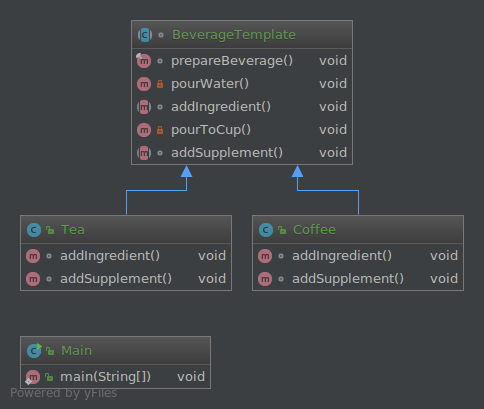 BeverageTemplate
prepareBeverage() void
pourWater() void
addIngredient() void
pourToCup() void
addSupplement() void
Tea
addIngredient() void
addSupplement() void
Coffee
addIngredient() void
addSupplement() void
Main
main(String[]) void
Powered by yFiles